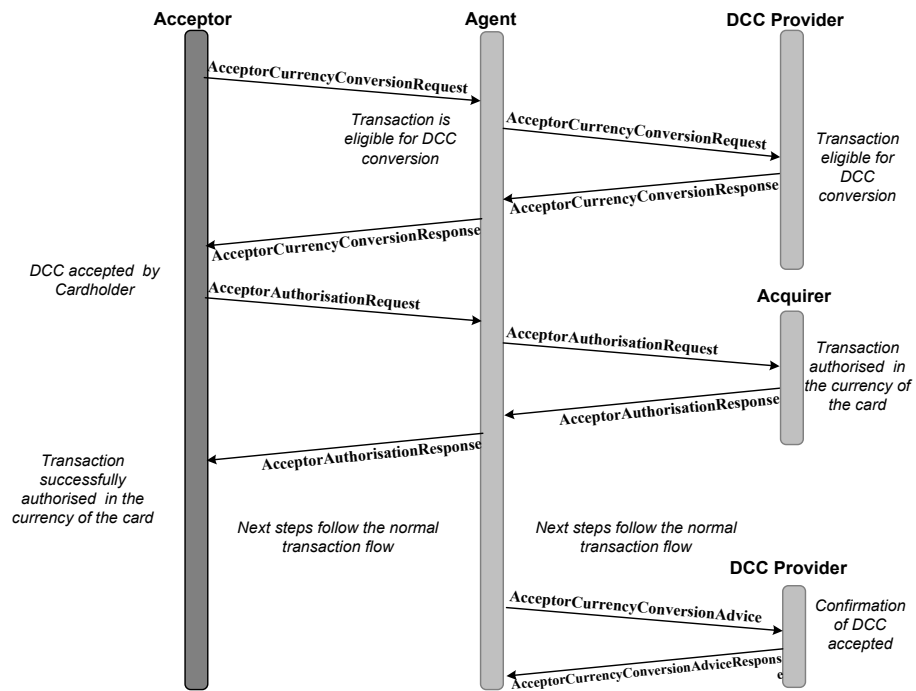 Acceptor
Agent
DCC Provider
AcceptorCurrencyConversionRequest
Transaction is
eligible for DCC
conversion
AcceptorCurrencyConversionRequest
Transaction
eligible for
DCC
conversion
AcceptorCurrencyConversionResponse
AcceptorCurrencyConversionResponse
DCC accepted by
Cardholder
AcceptorAuthorisationRequest
Acquirer
AcceptorAuthorisationRequest
Transaction
authorised in
the currency of
the card
AcceptorAuthorisationResponse
AcceptorAuthorisationResponse
Transaction
successfully
authorised in the
currency of the card
Next steps follow the normal
transaction flow
Next steps follow the normal
transaction flow
DCC Provider
AcceptorCurrencyConversionAdvice
Confirmation
of DCC
accepted
AcceptorCurrencyConversionAdviceRespons
e